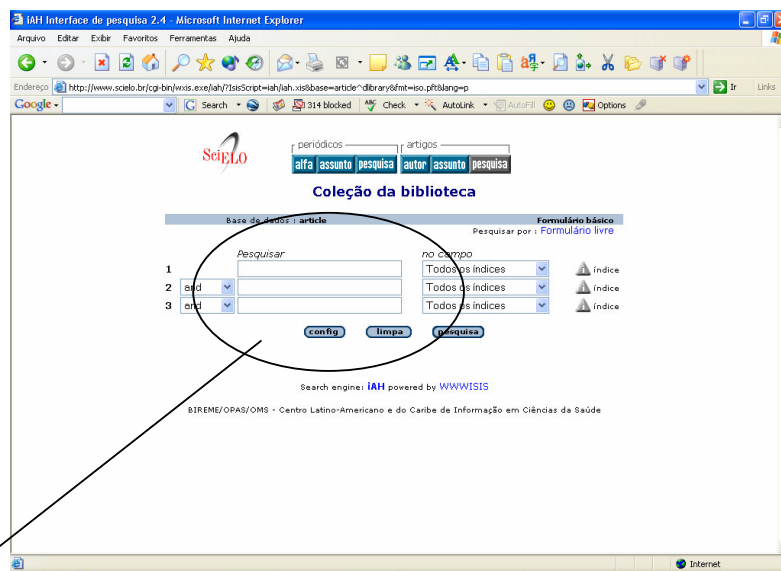 iAH Interface de pesquisa 2.4 - Microsoft Internet Explorer
Arquivo Editar Exibir Favoritos Ferramentas Ajuda
Endereço http://www.scielo.br/cgi-bin/wxis.exe/iah/?IsisScript=iah/iah.xis&base=article^dlibrary&fmt=iso.pft&lang=p Ir Links
Google Search 314 blocked Check AutoLink AutoFill Options
SciELO
periódicos artigos
alfa assunto pesquisa autor assunto pesquisa
Coleção da biblioteca
Base de dados : article Formulário básico
Pesquisar por : Formulário livre
Pesquisar no campo
1 Todos os índices índice
2 and Todos os índices índice
3 and Todos os índices índice
config limpa pesquisa
Search engine: iAH powered by WWWISIS
BIREME/OPAS/OMS - Centro Latino-Americano e do Caribe de Informação em Ciências da Saúde
Internet